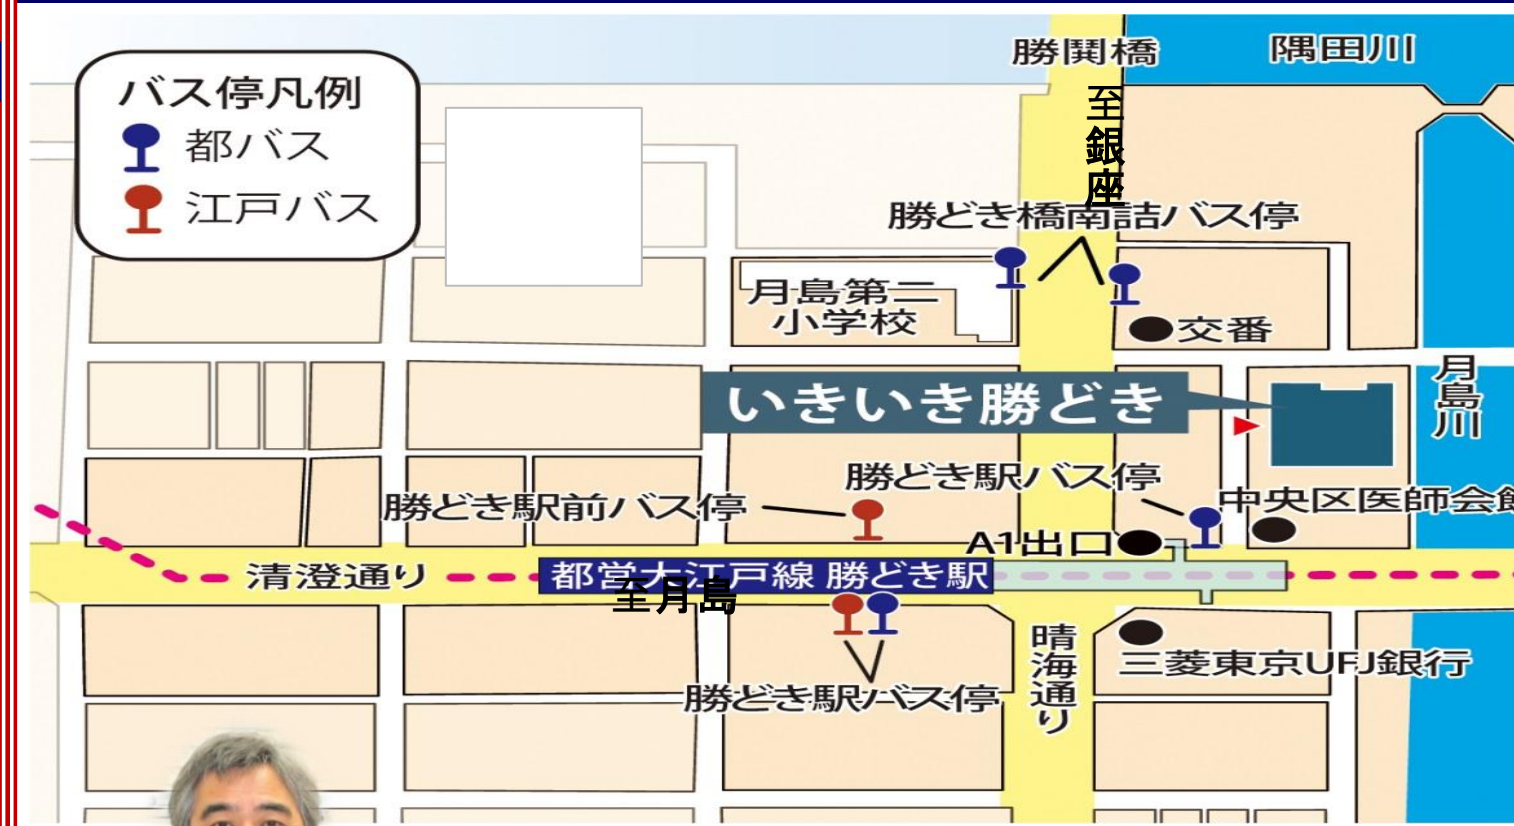 勝鬨橋
隅田川
バス停凡例
都バス
江戸バス
至銀座
勝どき橋南詰バス停
月島第二
小学校
交番
月島川
いきいき勝どき
勝どき駅バス停
中央区医師会館
勝どき駅前バス停
A1出口
清澄通り
都営大江戸線 勝どき駅
至月島
晴海通り
三菱東京UFJ銀行
勝どき駅バス停